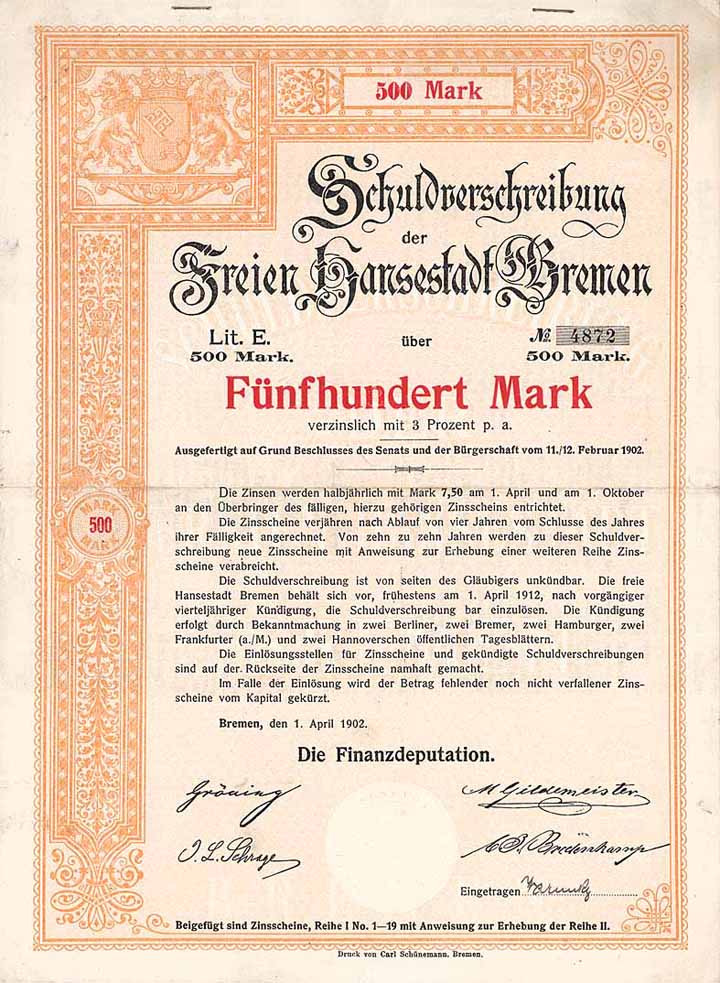 500 Mark
Schuldverschreibung
der
Freien Hansestadt Bremen
Lit. E. über № 4872
500 Mark. 500 Mark.
Fünfhundert Mark
verzinslich mit 3 Prozent p. a.
Ausgefertigt auf Grund Beschlusses des Senats und der Bürgerschaft vom 11./12. Februar 1902.
Die Zinsen werden halbjährlich mit Mark 7,50 am 1. April und am 1. Oktober
an den Überbringer des fälligen, hierzu gehörigen Zinsscheins entrichtet.
Die Zinsscheine verjähren nach Ablauf von vier Jahren vom Schlusse des Jahres
ihrer Fälligkeit angerechnet. Von zehn zu zehn Jahren werden zu dieser Schuldver-
schreibung neue Zinsscheine mit Anweisung zur Erhebung einer weiteren Reihe Zins-
scheine verabreicht.
Die Schuldverschreibung ist von seiten des Gläubigers unkündbar. Die freie
Hansestadt Bremen behält sich vor, frühestens am 1. April 1912, nach vorgängiger
vierteljähriger Kündigung, die Schuldverschreibung bar einzulösen. Die Kündigung
erfolgt durch Bekanntmachung in zwei Berliner, zwei Bremer, zwei Hamburger, zwei
Frankfurter (a./M.) und zwei Hannoverschen öffentlichen Tagesblättern.
Die Einlösungsstellen für Zinsscheine und gekündigte Schuldverschreibungen
sind auf der Rückseite der Zinsscheine namhaft gemacht.
Im Falle der Einlösung wird der Betrag fehlender noch nicht verfallener Zins-
scheine vom Kapital gekürzt.
MARK
500
MARK
Bremen, den 1. April 1902.
Die Finanzdeputation.
Gröning M Gildemeister
J. L. Schrage Bredenkamp
Eingetragen
Beigefügt sind Zinsscheine, Reihe I No. 1—19 mit Anweisung zur Erhebung der Reihe II.
Druck von Carl Schünemann, Bremen.